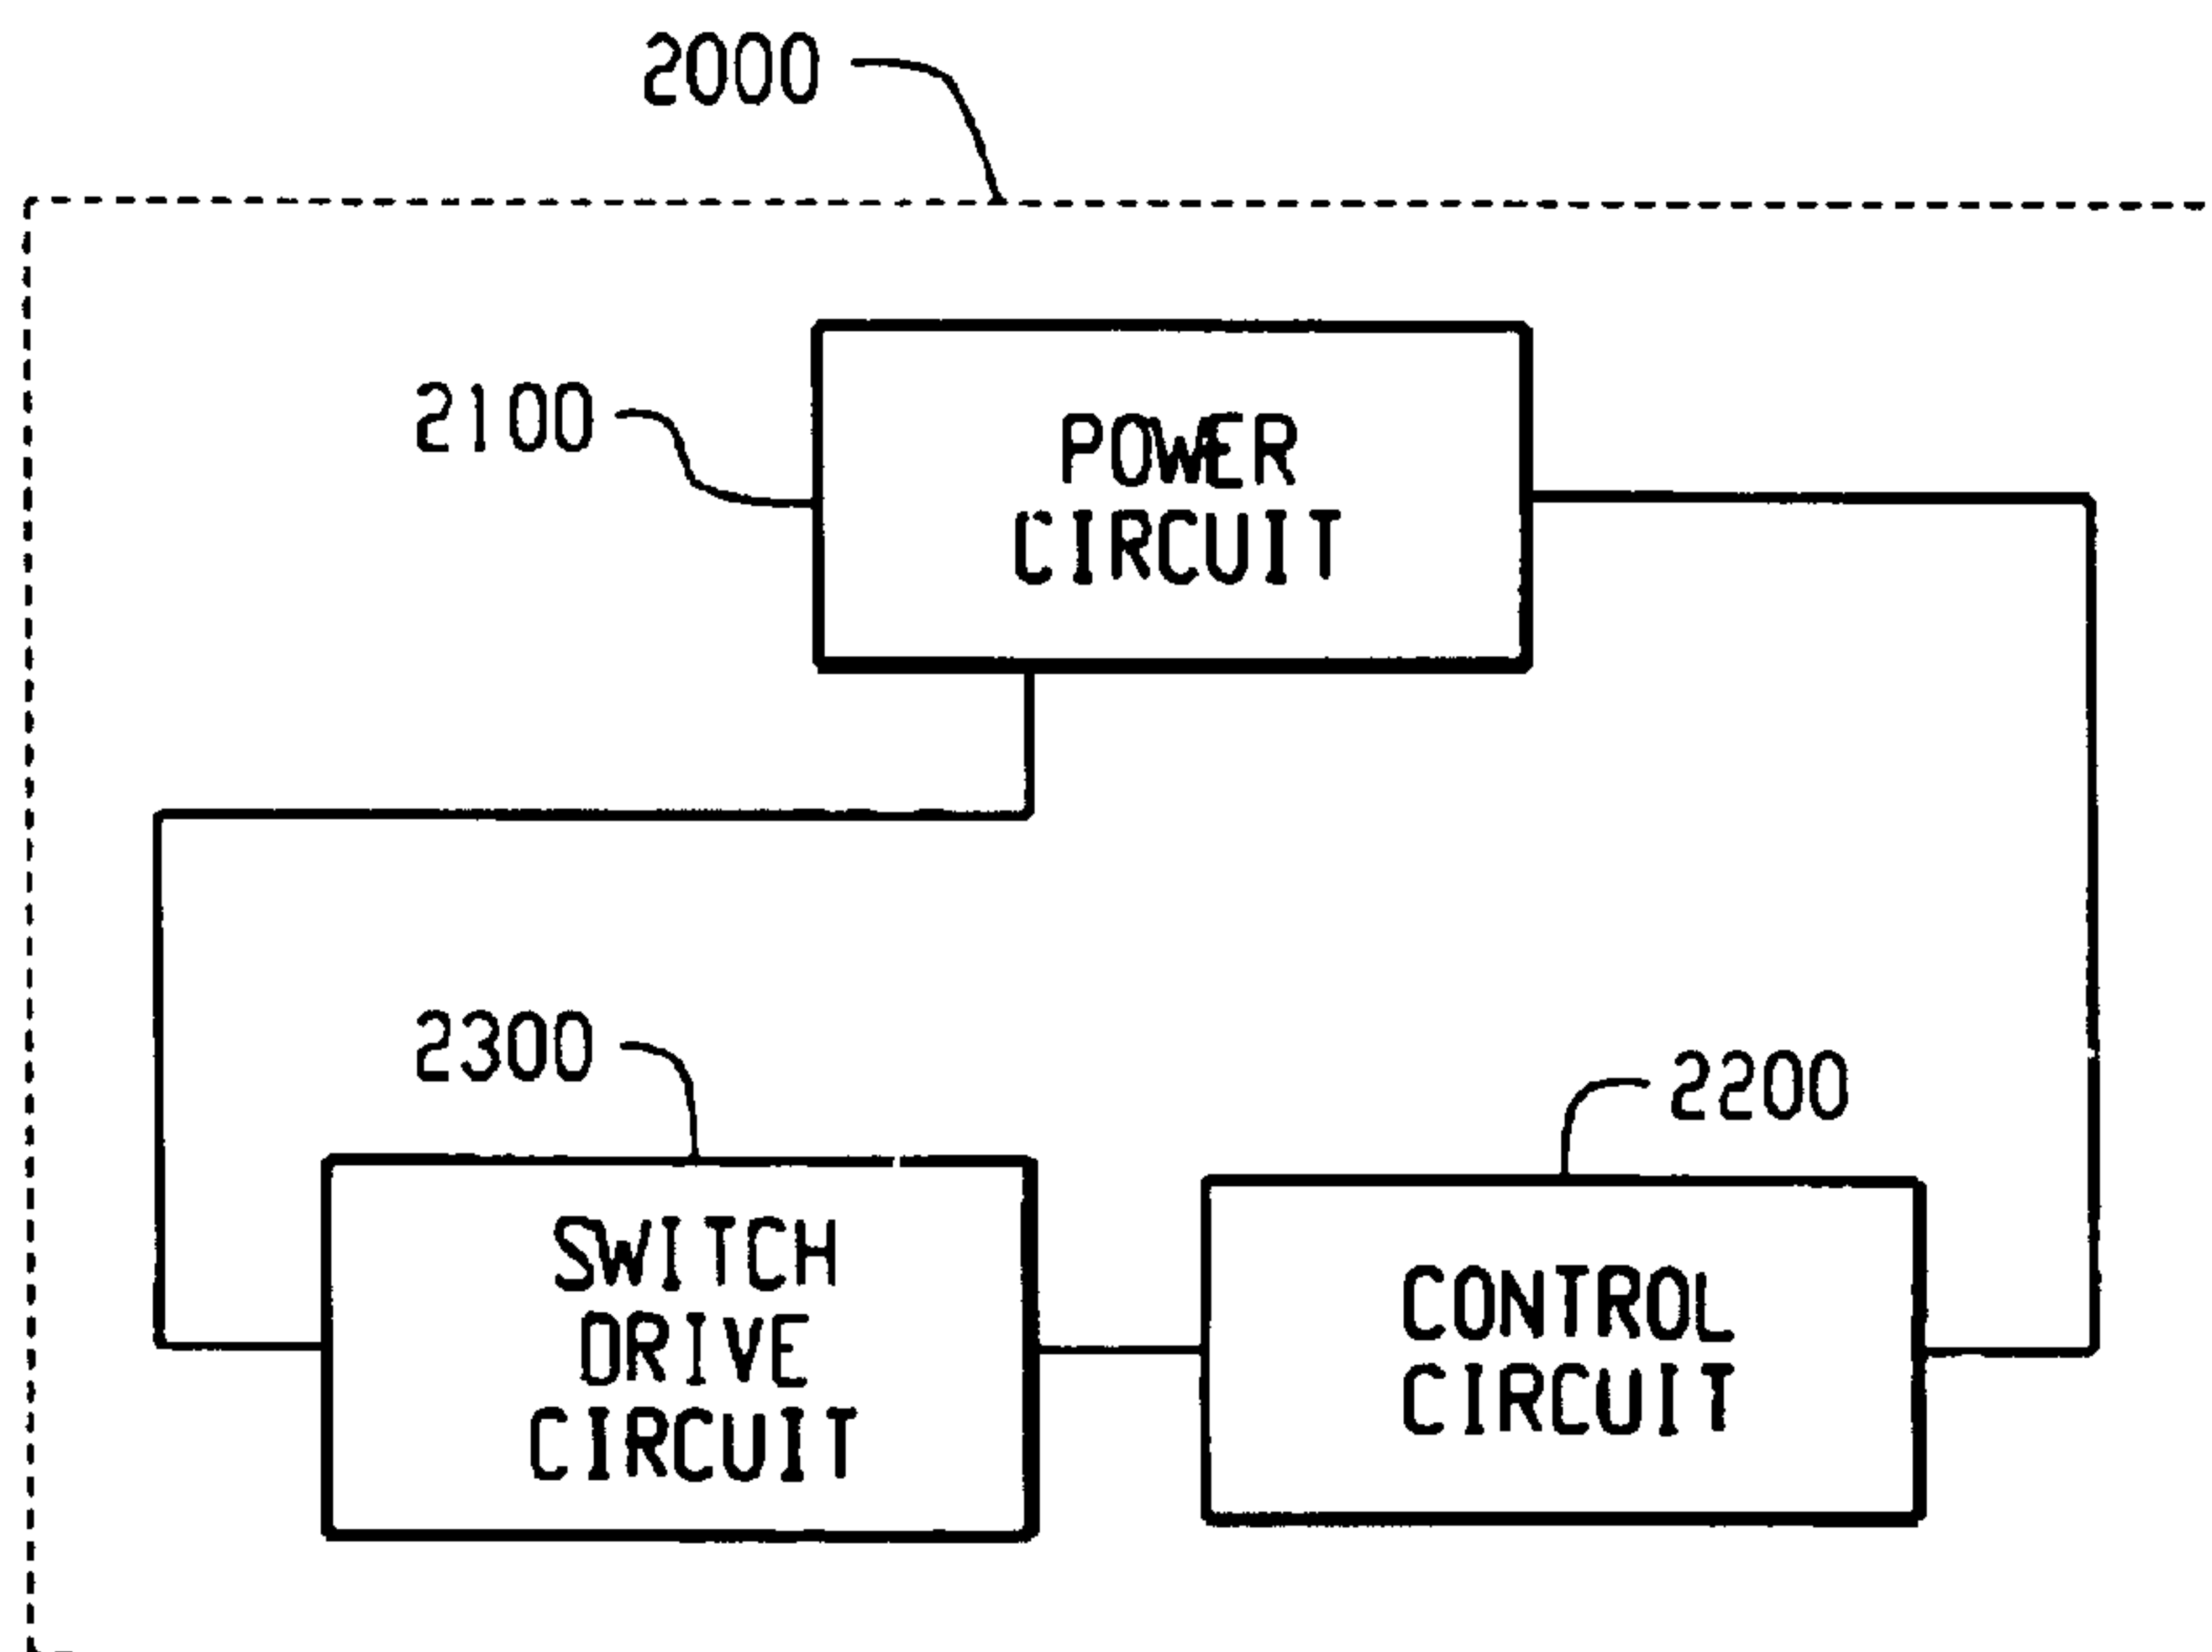 2000
2100
POWER
CIRCUIT
2300
2200
SWITCH
DRIVE
CIRCUIT
CONTROL
CIRCUIT